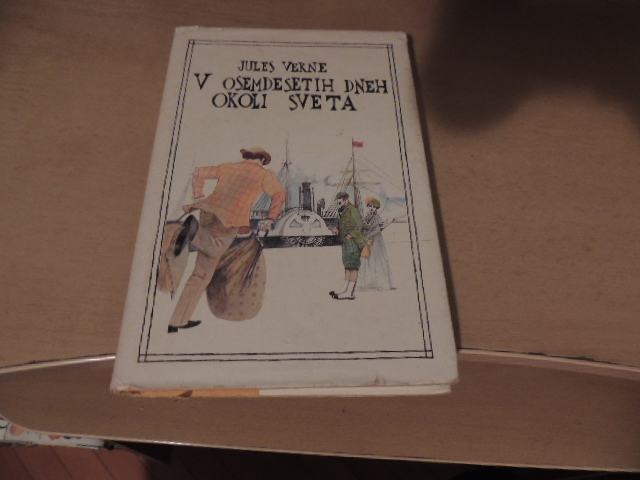 JULES VERNE
V OSEMDESETIH DNEH
OKOLI SVETA